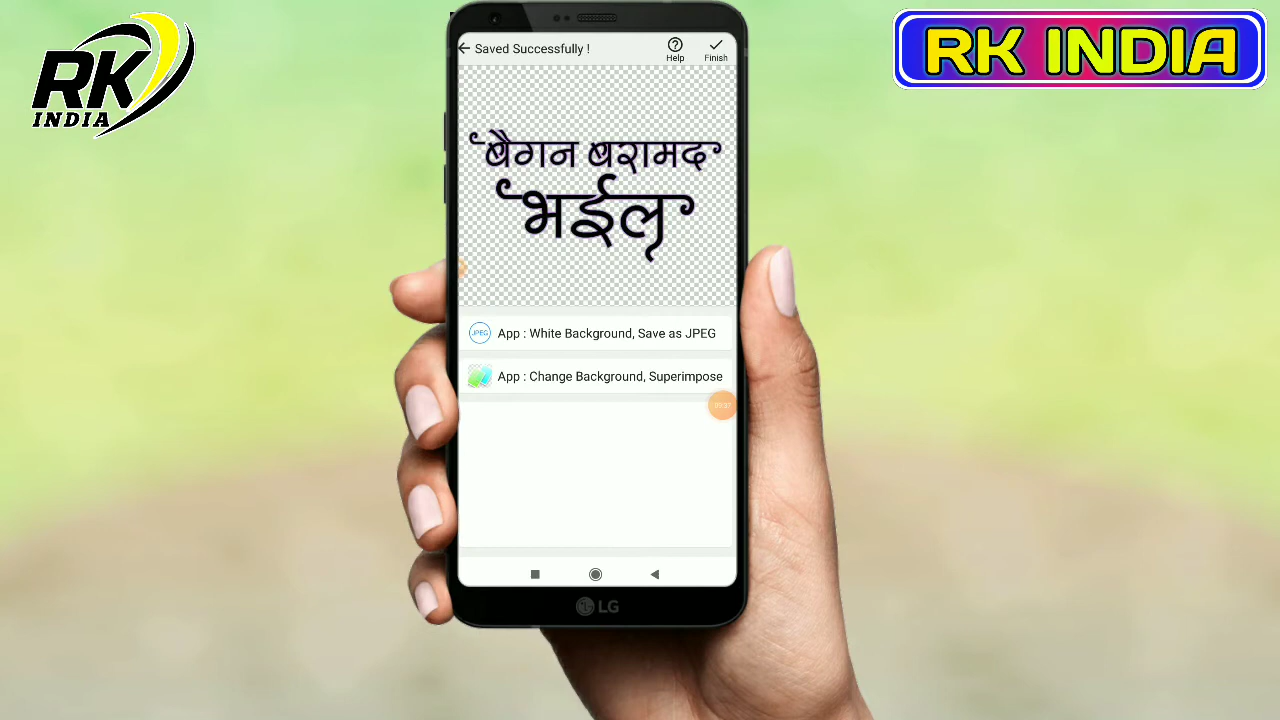 RK
INDIA
RK INDIA
Saved Successfully !
Help
Finish
बैगन बरामद
भईल
JPEG
App : White Background, Save as JPEG
App : Change Background, Superimpose
LG